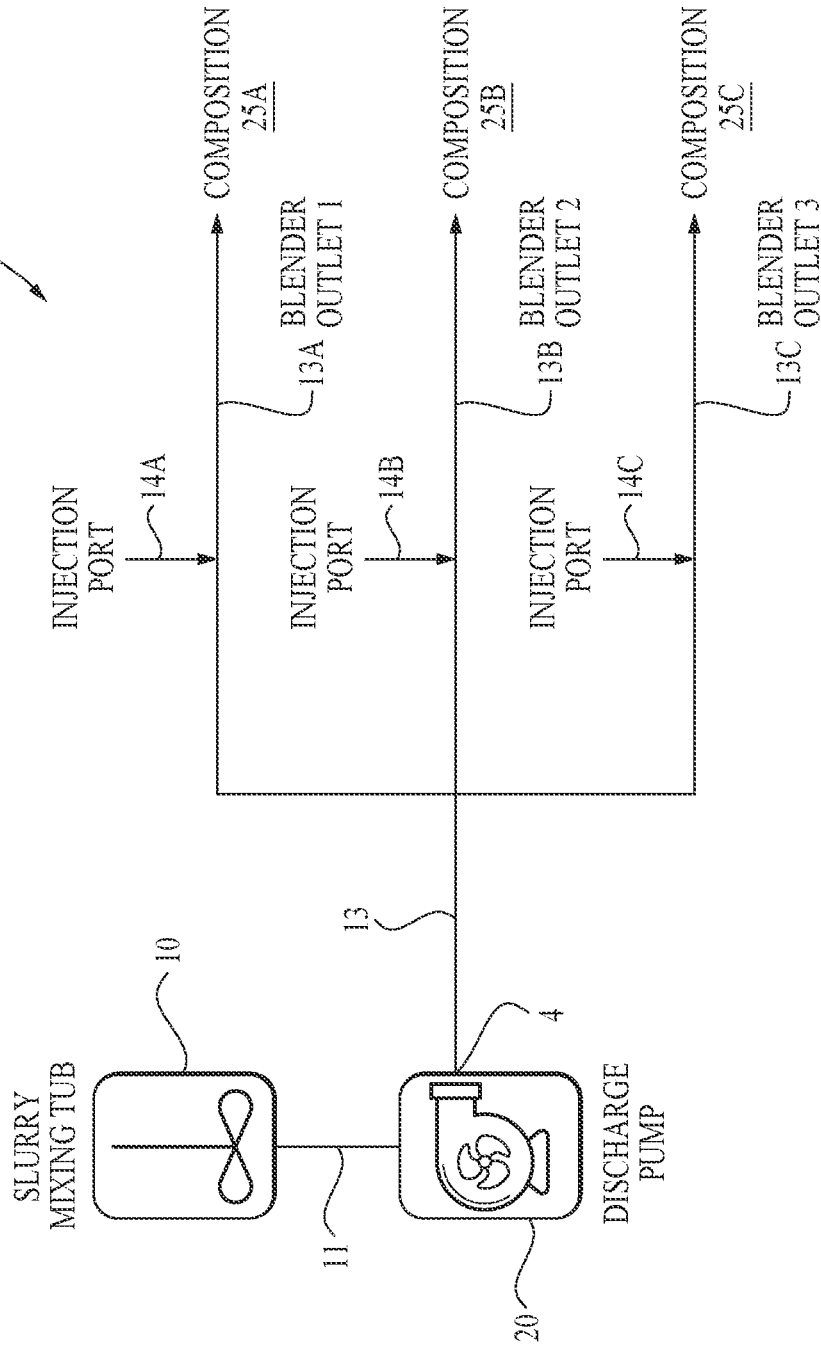 SLURRY
MIXING TUB
10
11
20
DISCHARGE
PUMP
4
13
INJECTION
PORT
14A
13A
BLENDER
OUTLET 1
COMPOSITION
25A
INJECTION
PORT
14B
13B
BLENDER
OUTLET 2
COMPOSITION
25B
INJECTION
PORT
14C
13C
BLENDER
OUTLET 3
COMPOSITION
25C